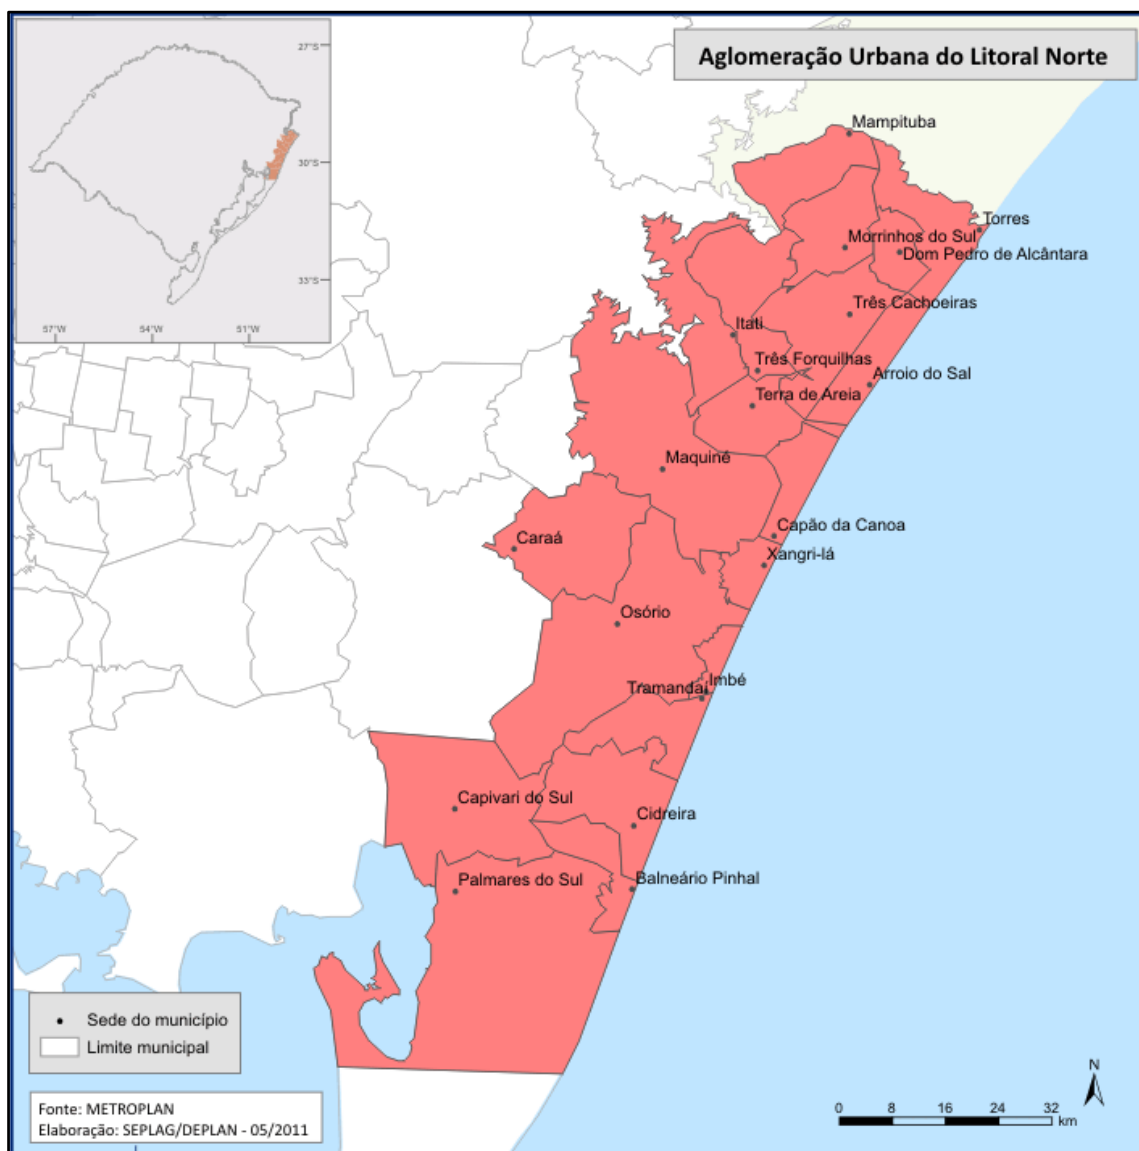 Aglomeração Urbana do Litoral Norte
27°S
30°S
33°S
57°W
54°W
51°W
Mampituba
Torres
Morrinhos do Sul
Dom Pedro de Alcântara
Três Cachoeiras
Itati
Três Forquilhas
Arroio do Sal
Terra de Areia
Maquiné
Capão da Canoa
Caraá
Xangri-lá
Osório
Imbé
Tramandaí
Capivari do Sul
Cidreira
Palmares do Sul
Balneário Pinhal
Sede do município
Limite municipal
Fonte: METROPLAN
Elaboração: SEPLAG/DEPLAN - 05/2011
N
0 8 16 24 32
km